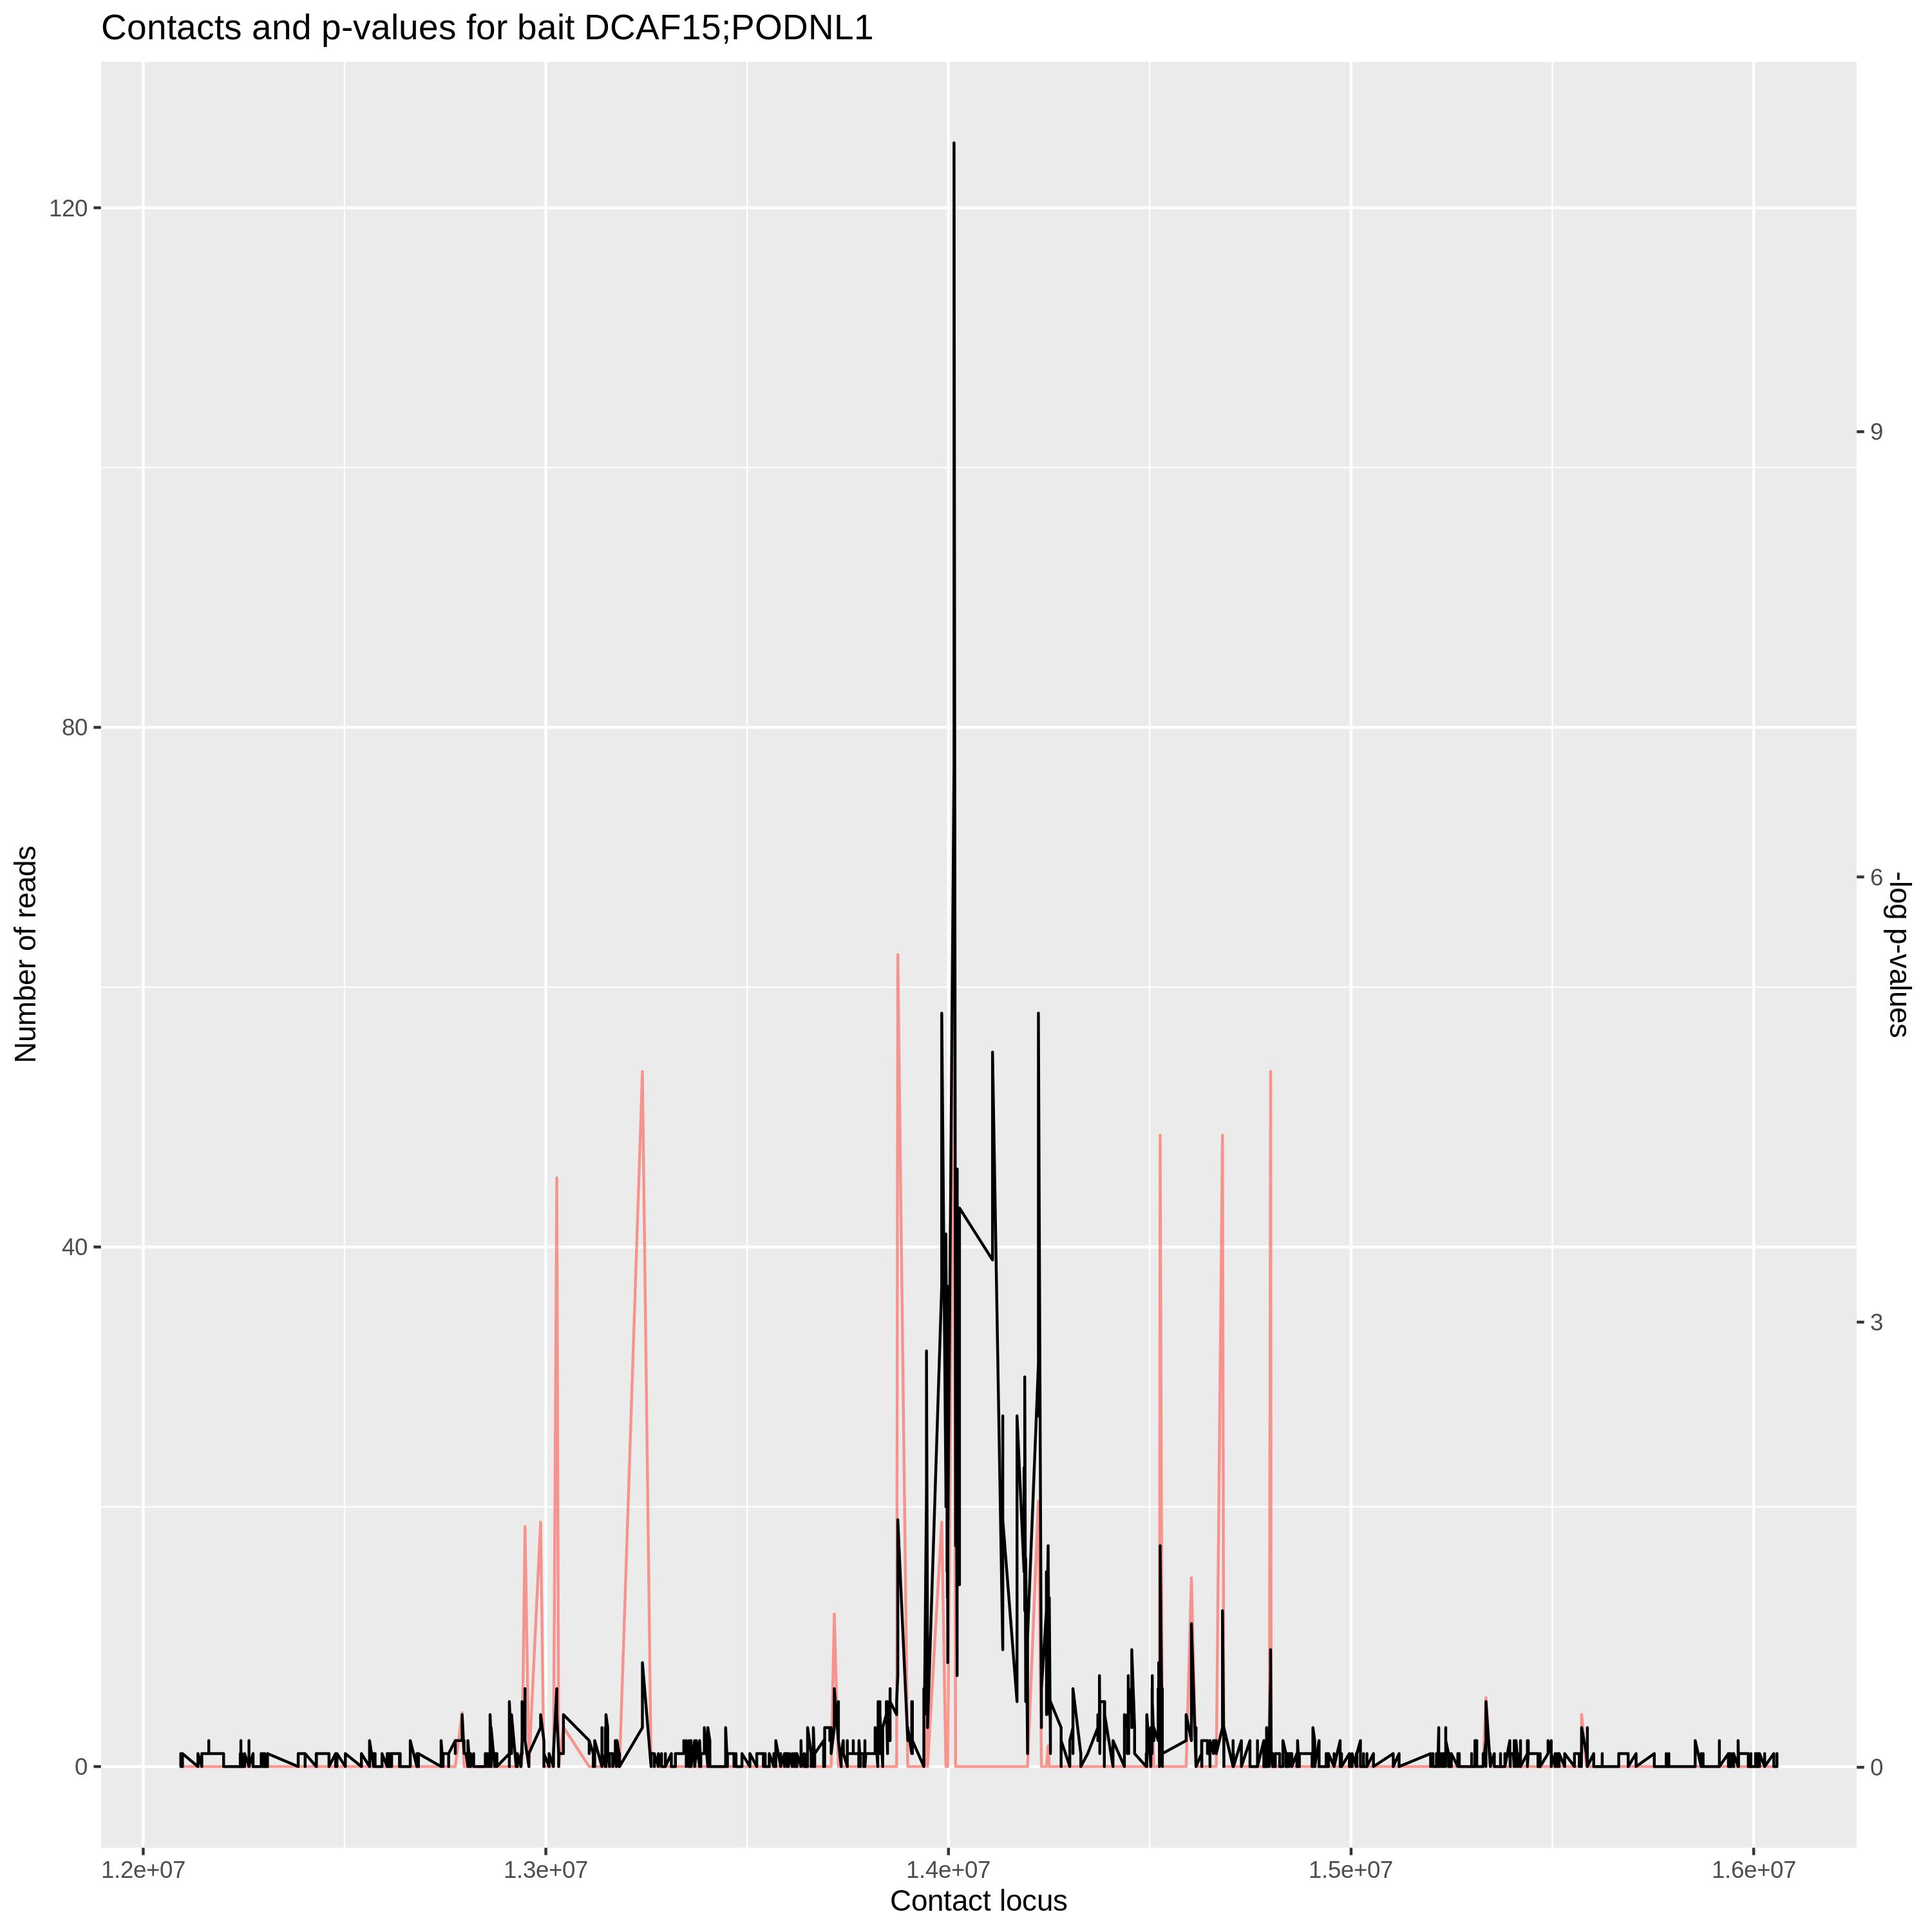 Contacts and p-values for bait DCAF15;PODNL1
120
80
40
0
Number of reads
9
6
3
0
-log p-values
1.2e+07
1.3e+07
1.4e+07
1.5e+07
1.6e+07
Contact locus